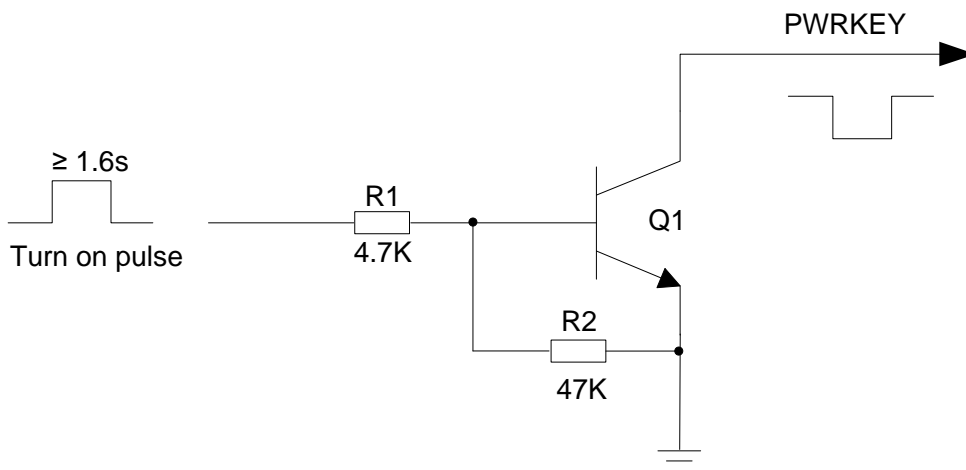 PWRKEY
≥ 1.6s
Turn on pulse
R1
4.7K
Q1
R2
47K